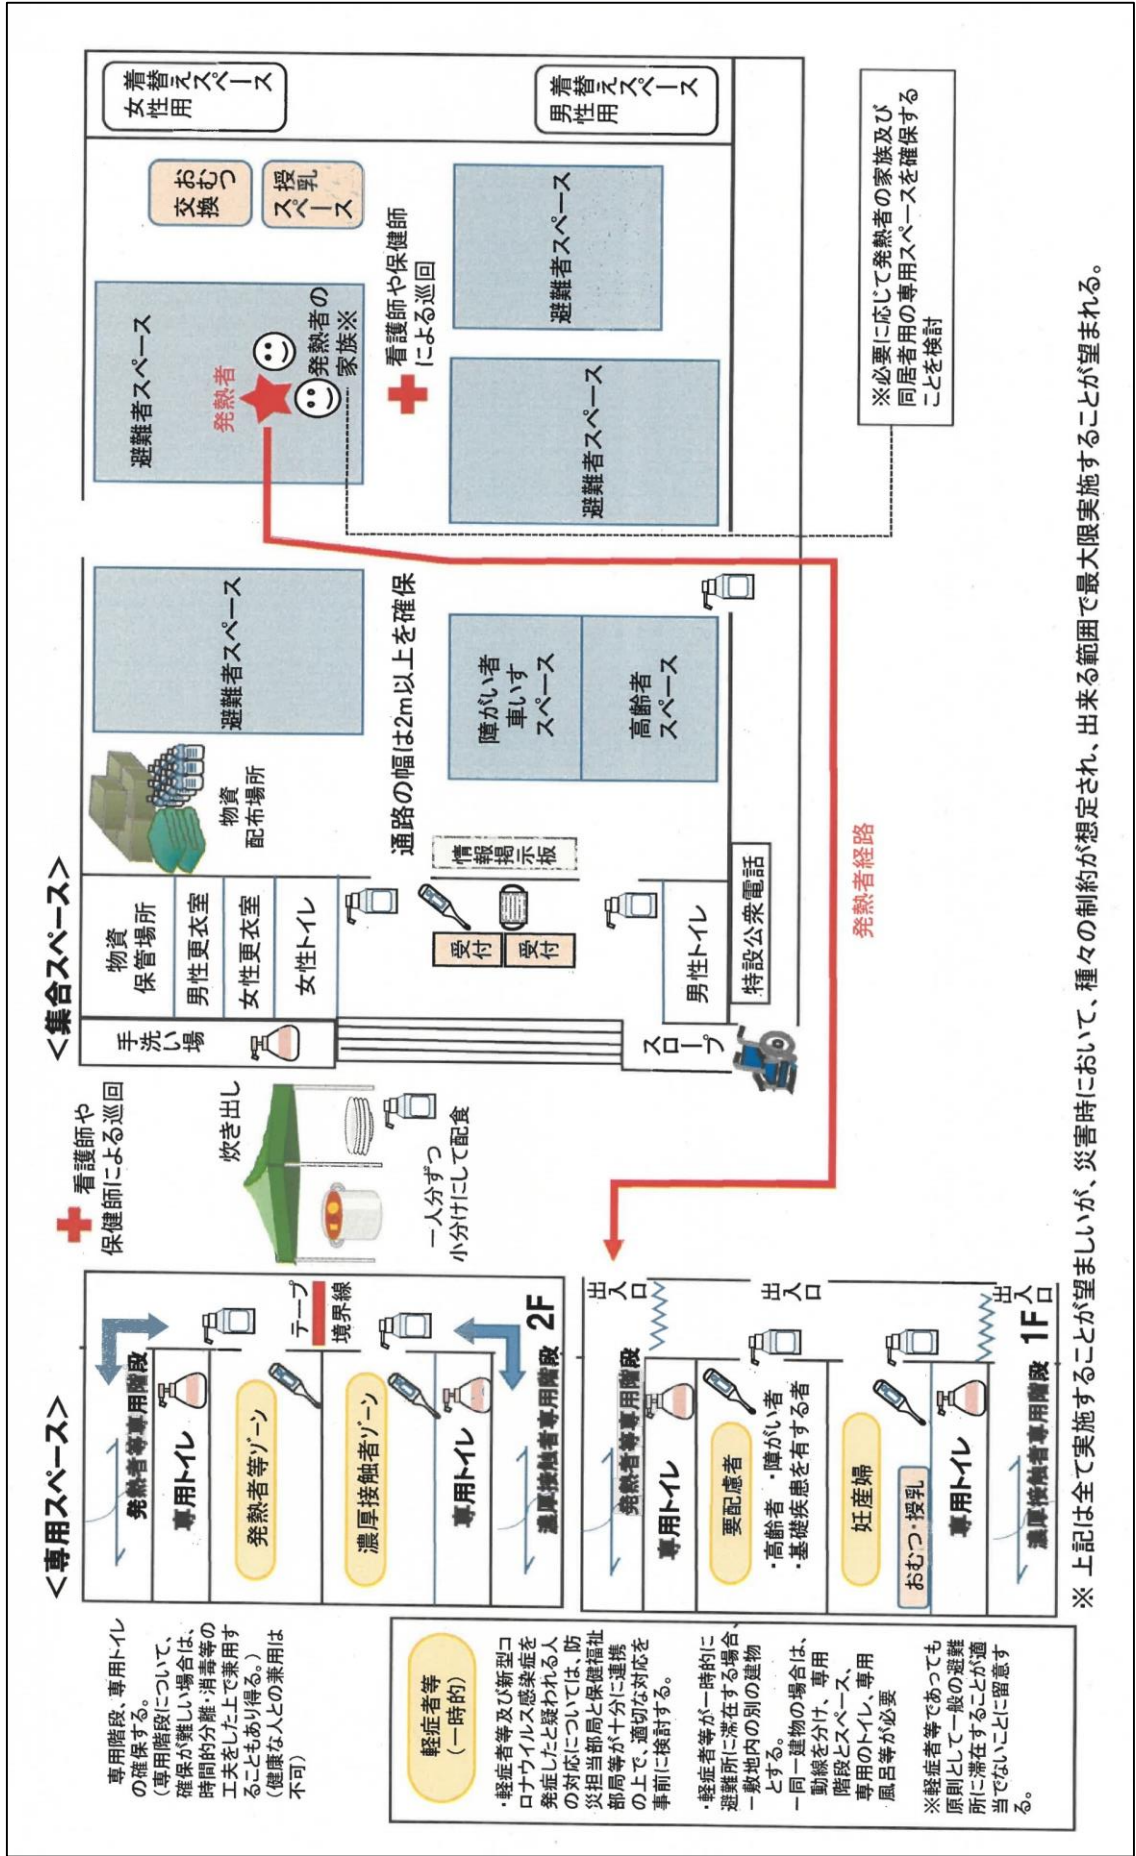 <専用スペース>
専用階段、専用トイレ
の確保する。
(専用階段について、
確保が難しい場合は、
時間的分離・消毒等の
工夫をした上で兼用す
ることもあり得る。)
(健康な人との兼用は
不可)
発熱者等専用階段
専用トイレ
発熱者等ゾーン
テープ
境界線
濃厚接触者ゾーン
専用トイレ
濃厚接触者専用階段
2F
軽症者等
(一時的)
・軽症者等及び新型コ
ロナウイルス感染症を
発症したと疑われる人
の対応については、防
災担当部局と保健福祉
部局等が十分に連携
の上で、適切な対応を
事前に検討する。
・軽症者等が一時的に
避難所に滞在する場合、
ー敷地内の別の建物
とする。
ー同一建物の場合は、
動線を分け、専用
階段とスペース、
専用のトイレ、専用
風呂等が必要
※軽症者等であっても
原則として一般の避難
所に滞在することが適
当でないことに留意す
る。
発熱者等専用階段
出入口
専用トイレ
要配慮者
・高齢者・障がい者
・基礎疾患を有する者
出入口
妊産婦
おむつ・授乳
専用トイレ
濃厚接触者専用階段
出入口
1F
看護師や
保健師による巡回
炊き出し
一人分ずつ
小分けにして配食
<集合スペース>
手洗い場
物資
保管場所
男性更衣室
女性更衣室
女性トイレ
受付
受付
男性トイレ
スロープ
特設公衆電話
物資
配布場所
情報掲示板
避難者スペース
通路の幅は2m以上を確保
障がい者
車いす
スペース
高齢者
スペース
避難者スペース
発熱者
発熱者の
家族※
看護師や保健師
による巡回
避難者スペース
避難者スペース
おむつ
交換
授乳
スペース
女性用
着替え
スペース
男性用
着替え
スペース
発熱者経路
※必要に応じて発熱者の家族及び
同居者用の専用スペースを確保する
ことを検討
※ 上記は全て実施することが望ましいが、災害時において、種々の制約が想定され、出来る範囲で最大限実施することが望まれる。